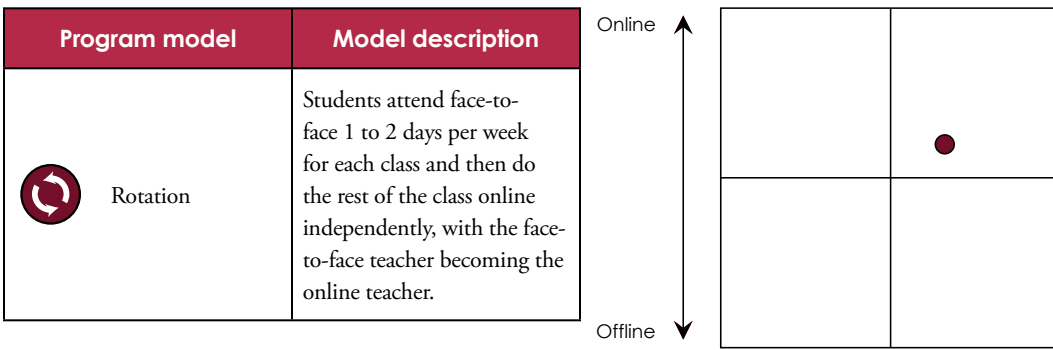 Program model
Model description
Rotation
Students attend face-to-
face 1 to 2 days per week
for each class and then do
the rest of the class online
independently, with the face-
to-face teacher becoming the
online teacher.
Online
Offline